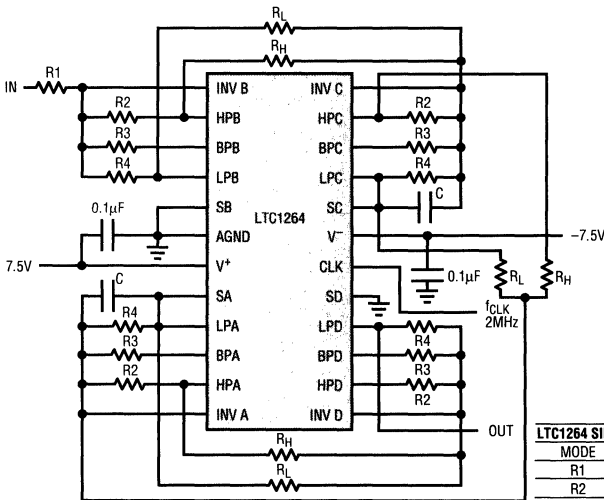 RL
RH
IN
R1
R2
R3
R4
0.1µF
7.5V
C
R4
R3
R2
INV B
HPB
BPB
LPB
SB
AGND
V+
SA
LPA
BPA
HPA
INV A
LTC1264
INV C
HPC
BPC
LPC
SC
V−
CLK
SD
LPD
BPD
HPD
INV D
R2
R3
R4
C
−7.5V
0.1µF
RL
RH
fCLK
2MHz
R4
R3
R2
OUT
RH
RL
LTC1264
MODE
R1
R2